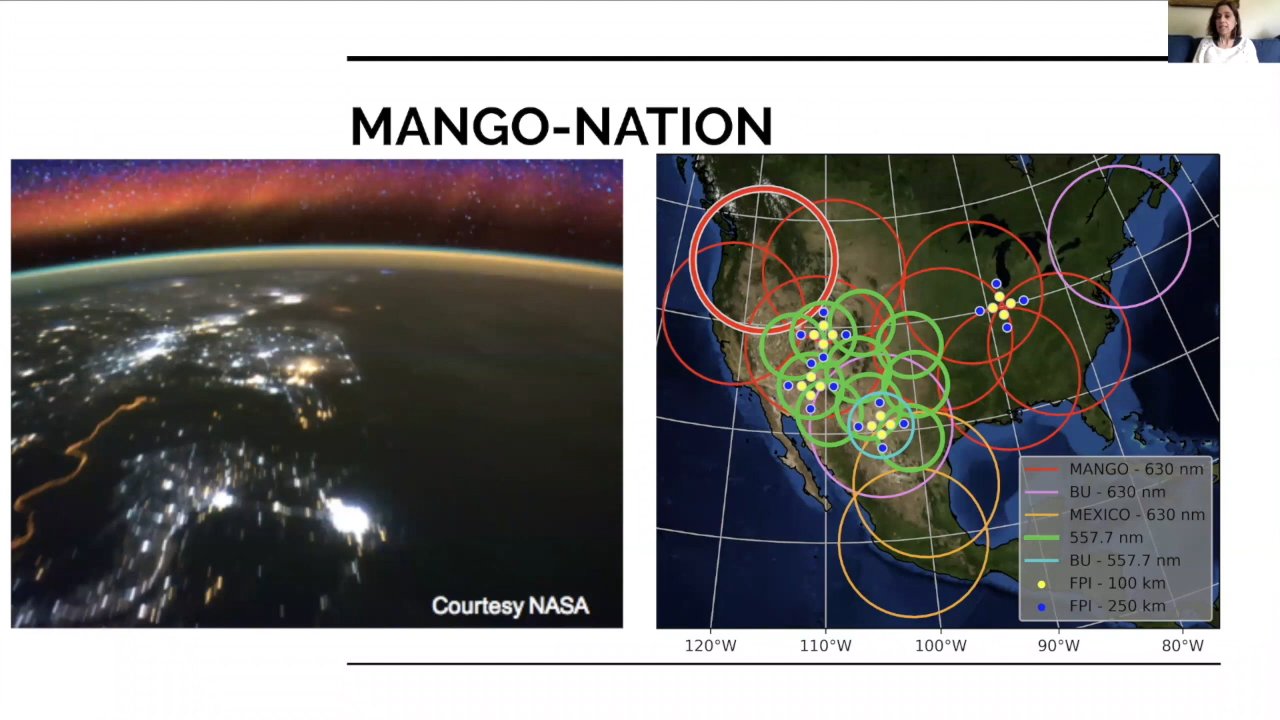 MANGO-NATION
Courtesy NASA
MANGO - 630 nm
BU - 630 nm
MEXICO - 630 nm
557.7 nm
BU - 557.7 nm
FPI - 100 km
FPI - 250 km
120°W 110°W 100°W 90°W 80°W